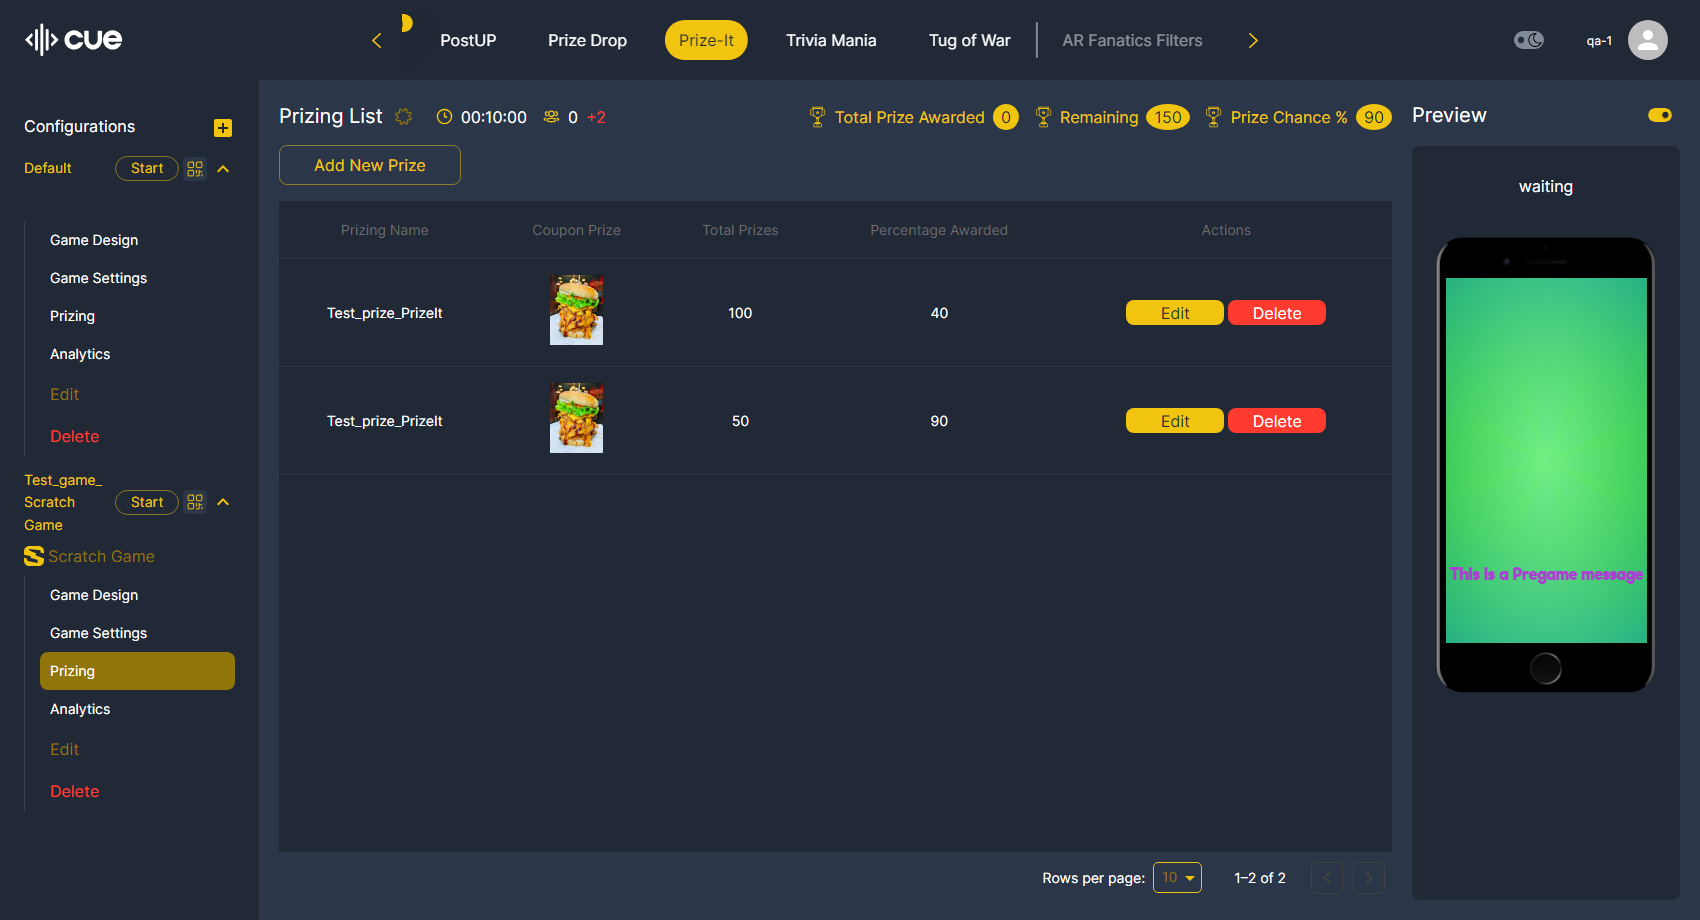 cue
PostUP
Prize Drop
Prize-It
Trivia Mania
Tug of War
AR Fanatics Filters
qa-1
Configurations
Default
Start
Game Design
Game Settings
Prizing
Analytics
Edit
Delete
Test_game_
Scratch
Game
Start
Scratch Game
Game Design
Game Settings
Prizing
Analytics
Edit
Delete
Prizing List
00:10:00
0 +2
Total Prize Awarded 0
Remaining 150
Prize Chance % 90
Add New Prize
Prizing Name Coupon Prize Total Prizes Percentage Awarded Actions
Test_prize_PrizeIt 100 40 Edit Delete
Test_prize_PrizeIt 50 90 Edit Delete
Rows per page: 10 1–2 of 2
Preview
waiting
This is a Pregame message